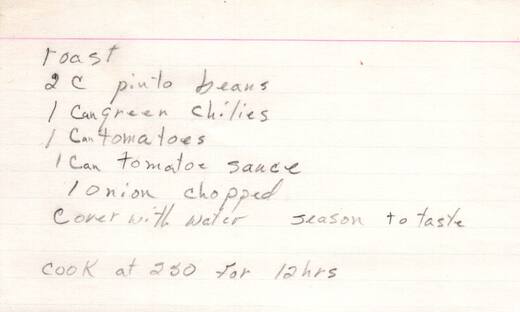 roast
2 C pinto beans
1 Can green chilies
1 Can tomatoes
1 Can tomatoe sauce
1 onion chopped
Cover with water season to taste
cook at 250 for 12 hrs